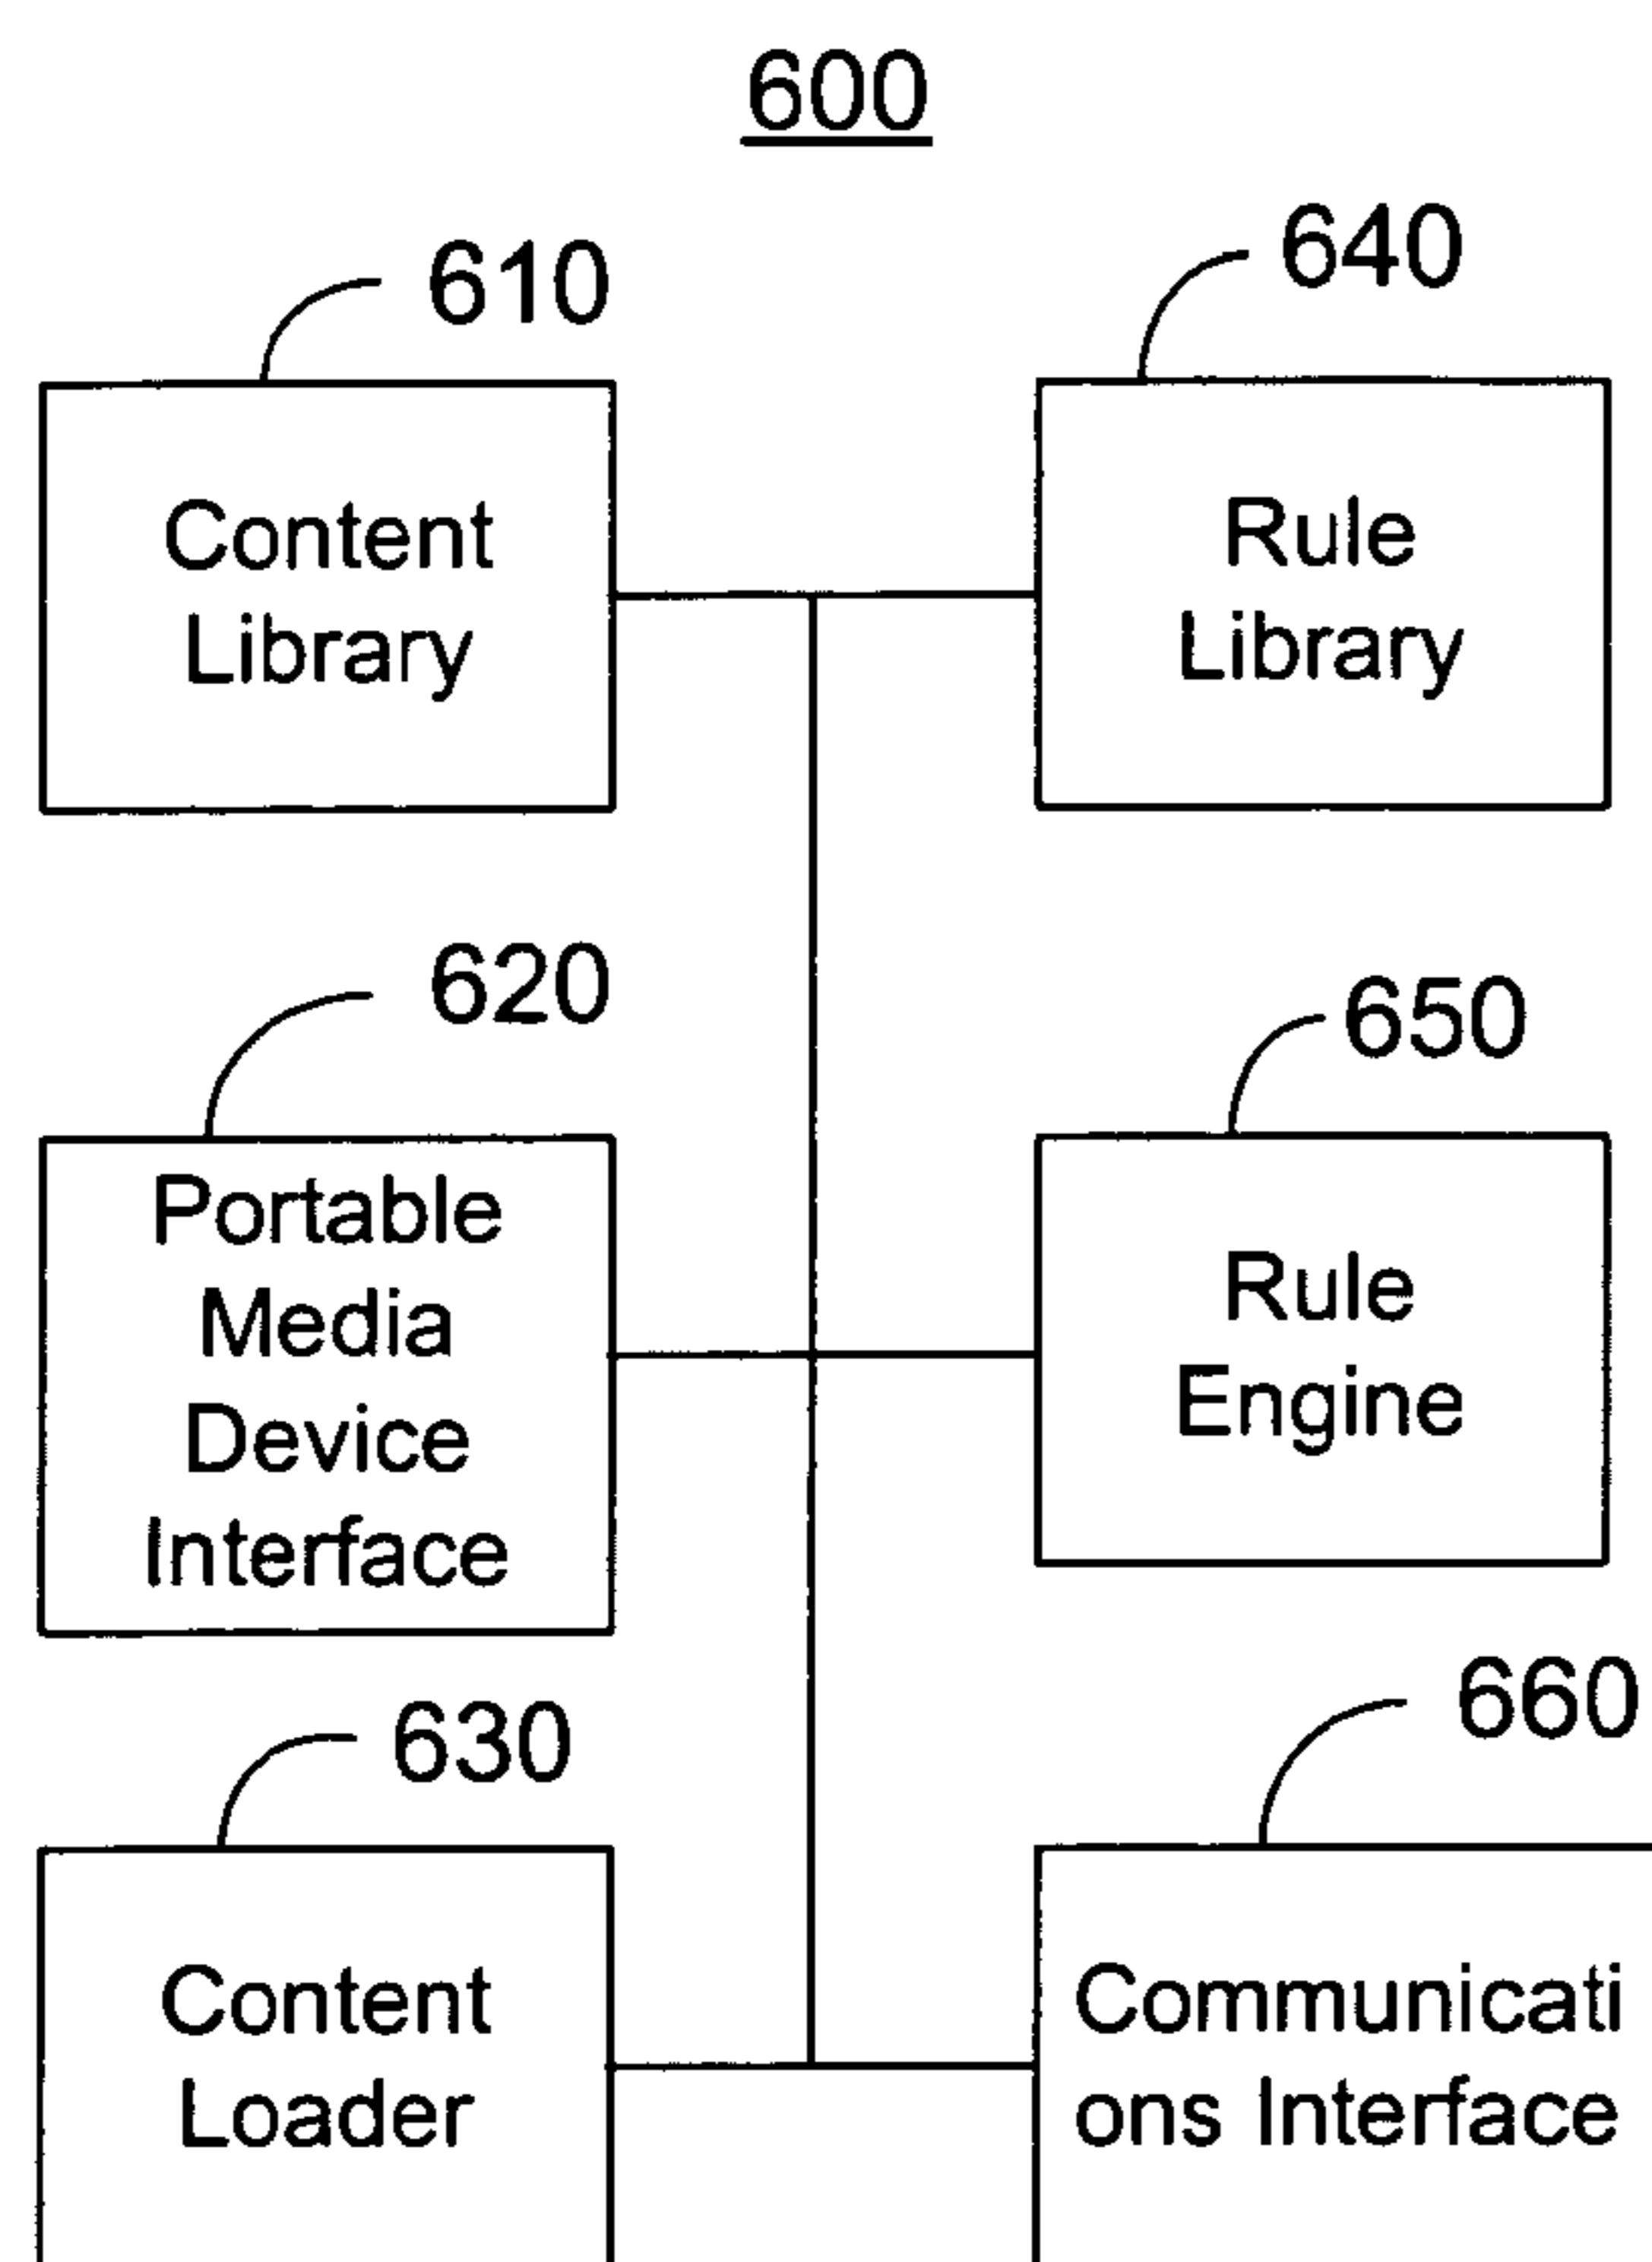 600
610
640
Content
Library
Rule
Library
620
650
Portable
Media
Device
Interface
Rule
Engine
630
660
Content
Loader
Communicati
ons Interface